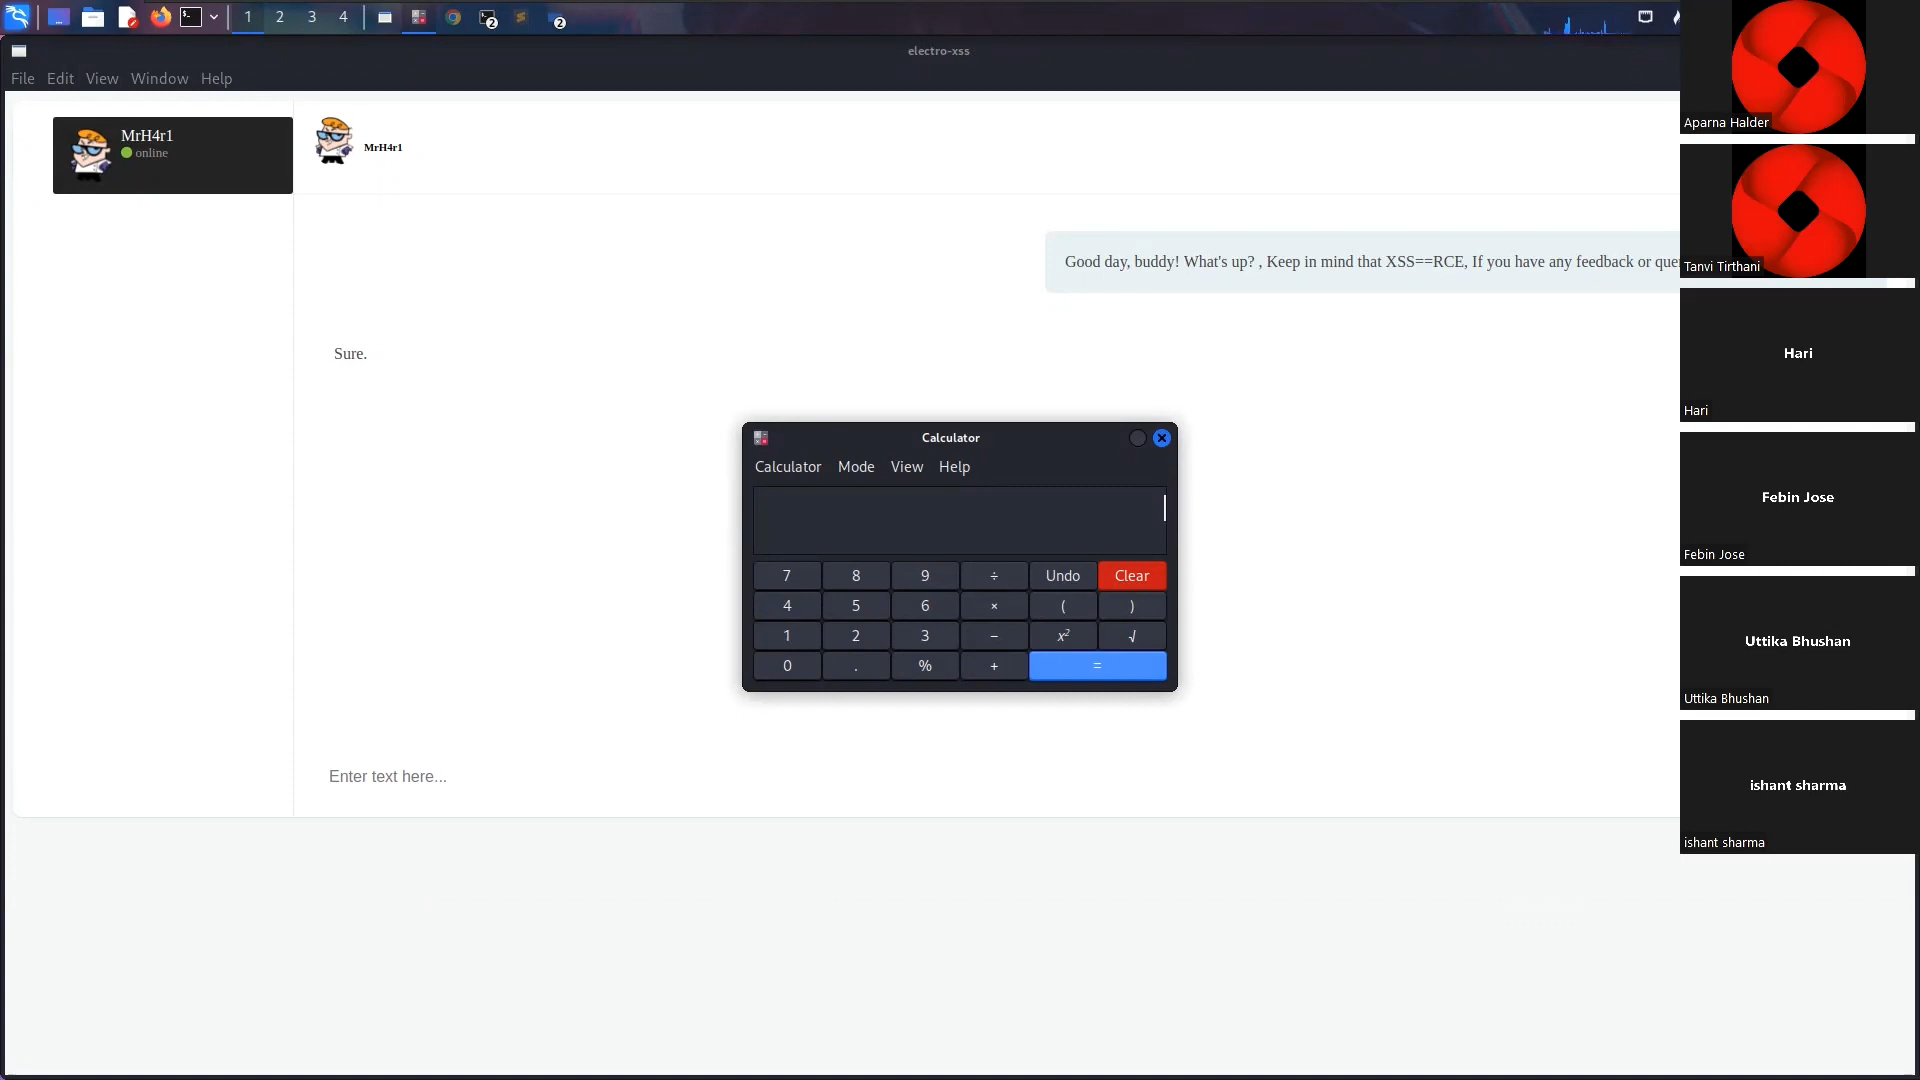 1 2 3 4
2
2
electro-xss
File Edit View Window Help
MrH4r1
online
MrH4r1
Good day, buddy! What's up? , Keep in mind that XSS==RCE, If you have any feedback or
Sure.
Calculator
Calculator Mode View Help
7 8 9 ÷ Undo Clear
4 5 6 × ( )
1 2 3 − x² √
0 . % + =
Enter text here...
Aparna Halder
Tanvi Tirthani
Hari
Hari
Febin Jose
Febin Jose
Uttika Bhushan
Uttika Bhushan
ishant sharma
ishant sharma